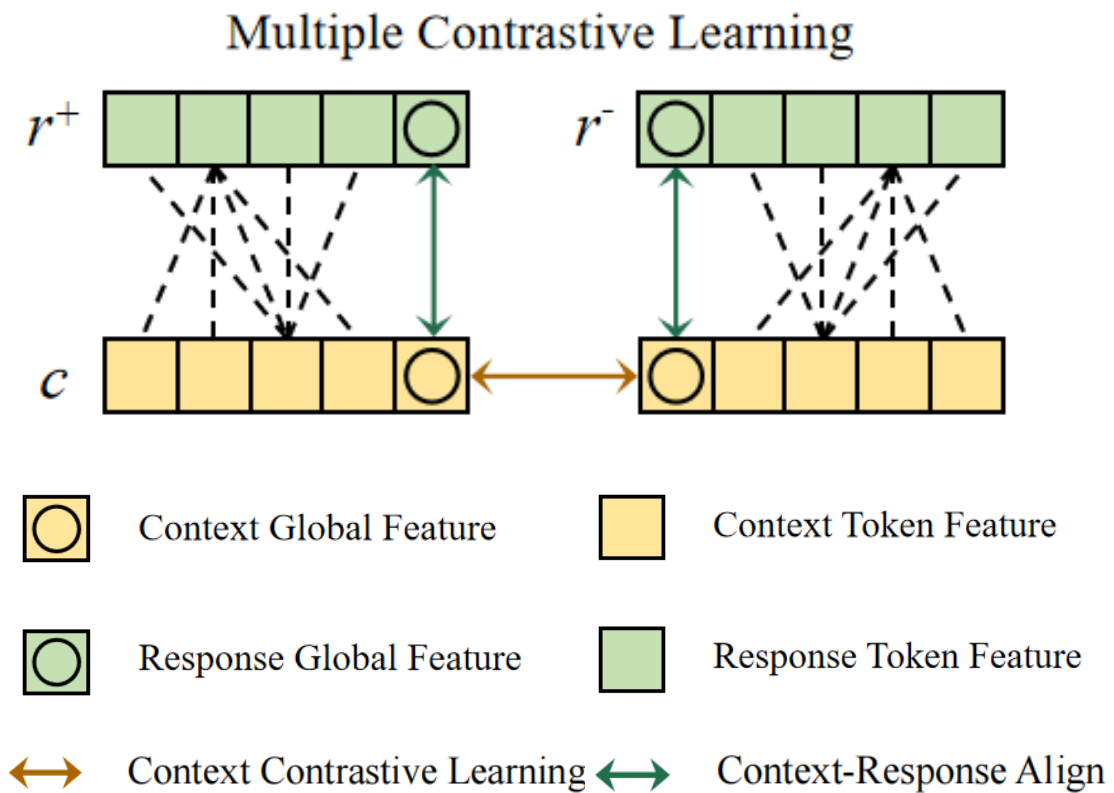 Multiple Contrastive Learning
r+ r-
c
Context Global Feature Context Token Feature
Response Global Feature Response Token Feature
Context Contrastive Learning Context-Response Align